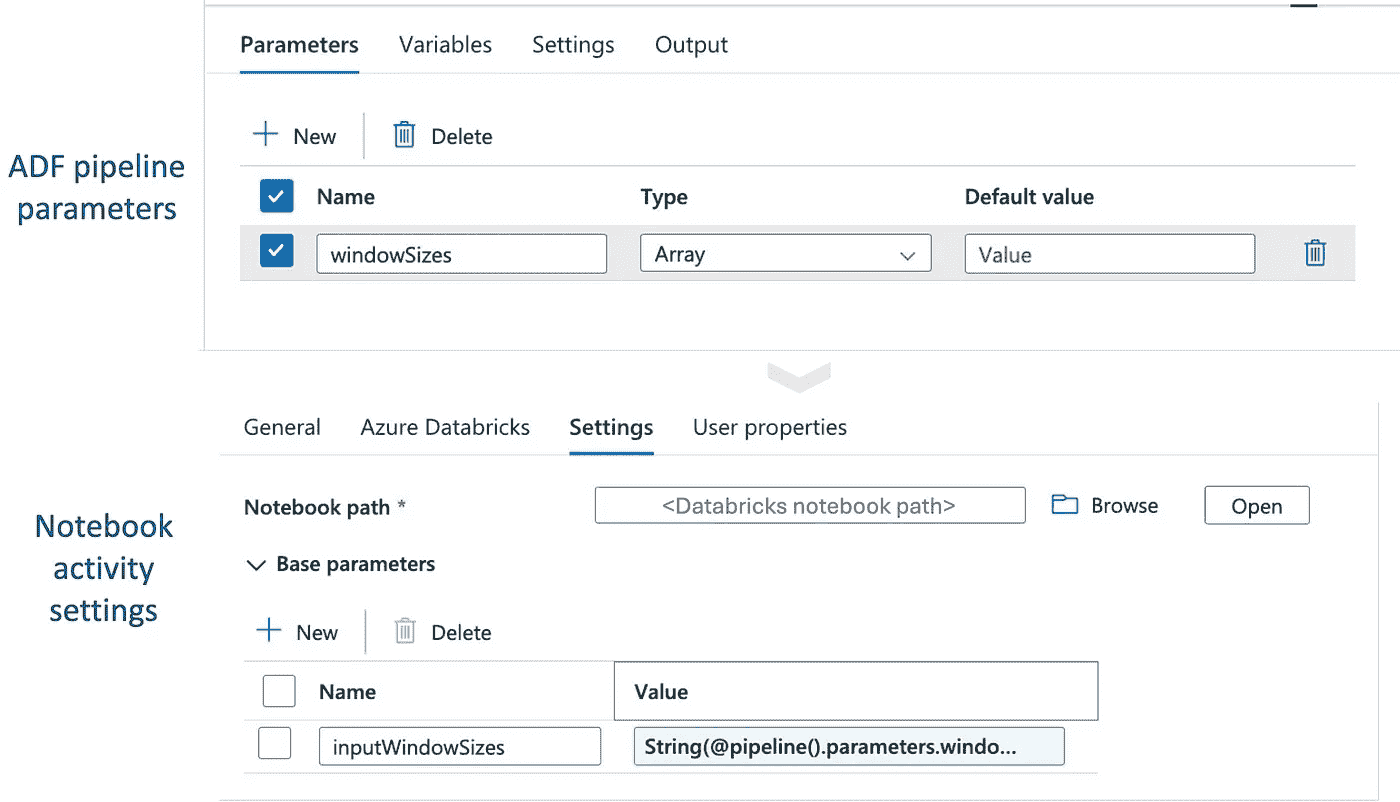 ADF pipeline
parameters
Parameters Variables Settings Output
New Delete
Name Type Default value
windowSizes Array Value
Notebook
activity
settings
General Azure Databricks Settings User properties
Notebook path * <Databricks notebook path> Browse Open
Base parameters
New Delete
Name Value
inputWindowSizes String(@pipeline().parameters.windo...